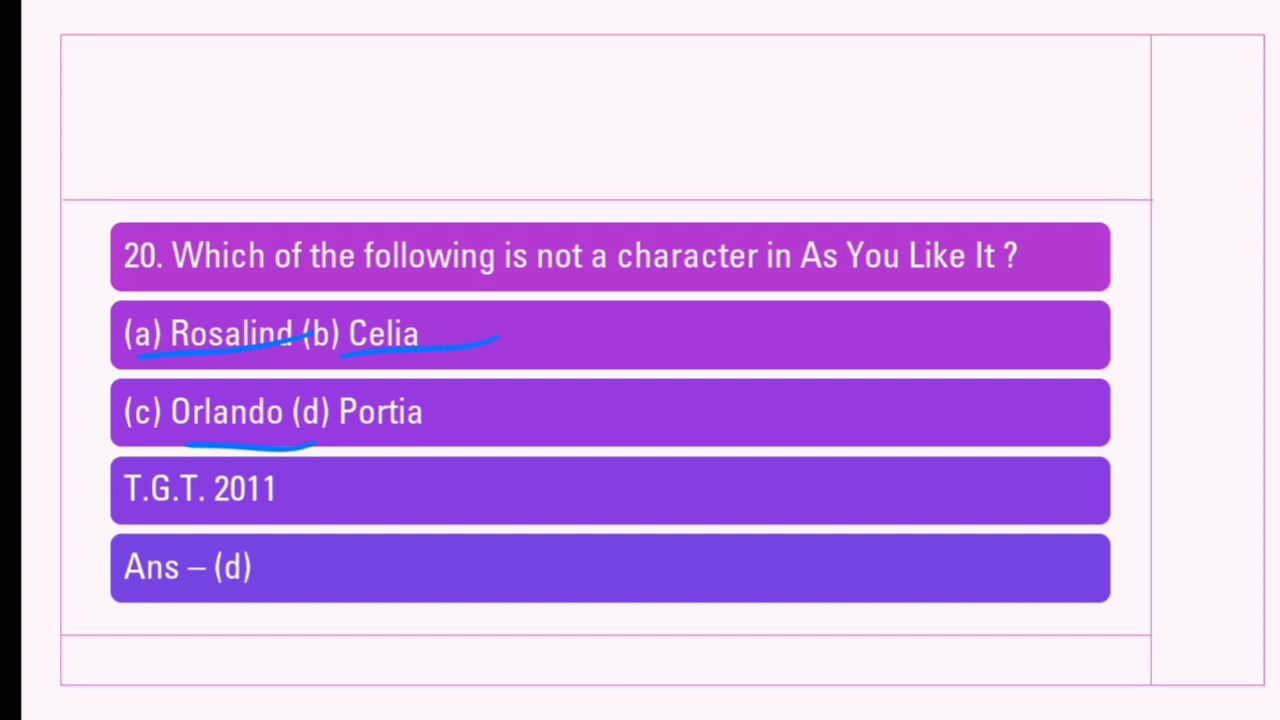 20. Which of the following is not a character in As You Like It ?
(a) Rosalind (b) Celia
(c) Orlando (d) Portia
T.G.T. 2011
Ans – (d)